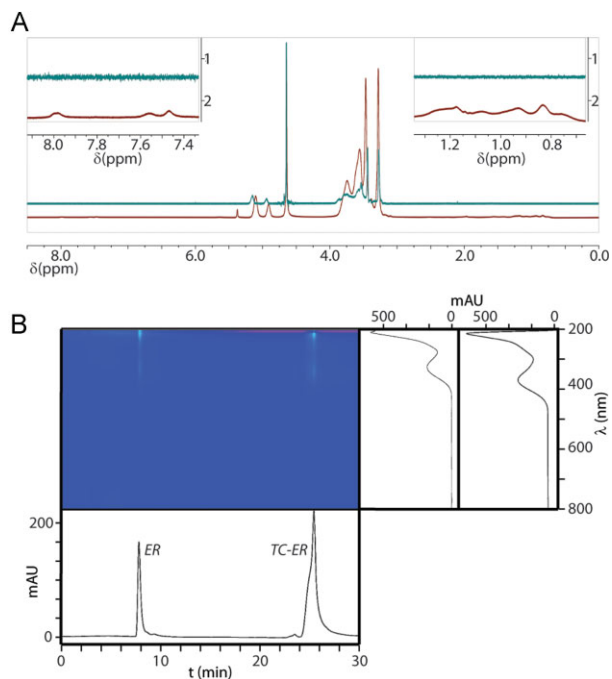 A
1
2
8.0 7.8 7.6 7.4
δ(ppm)
1
2
1.2 1.0 0.8
δ(ppm)
8.0 6.0 4.0 2.0 0.0
δ(ppm)
B
mAU
500 0 500 0
200
400
600
800
λ (nm)
200
0
mAU
ER
TC-ER
0 10 20 30
t (min)